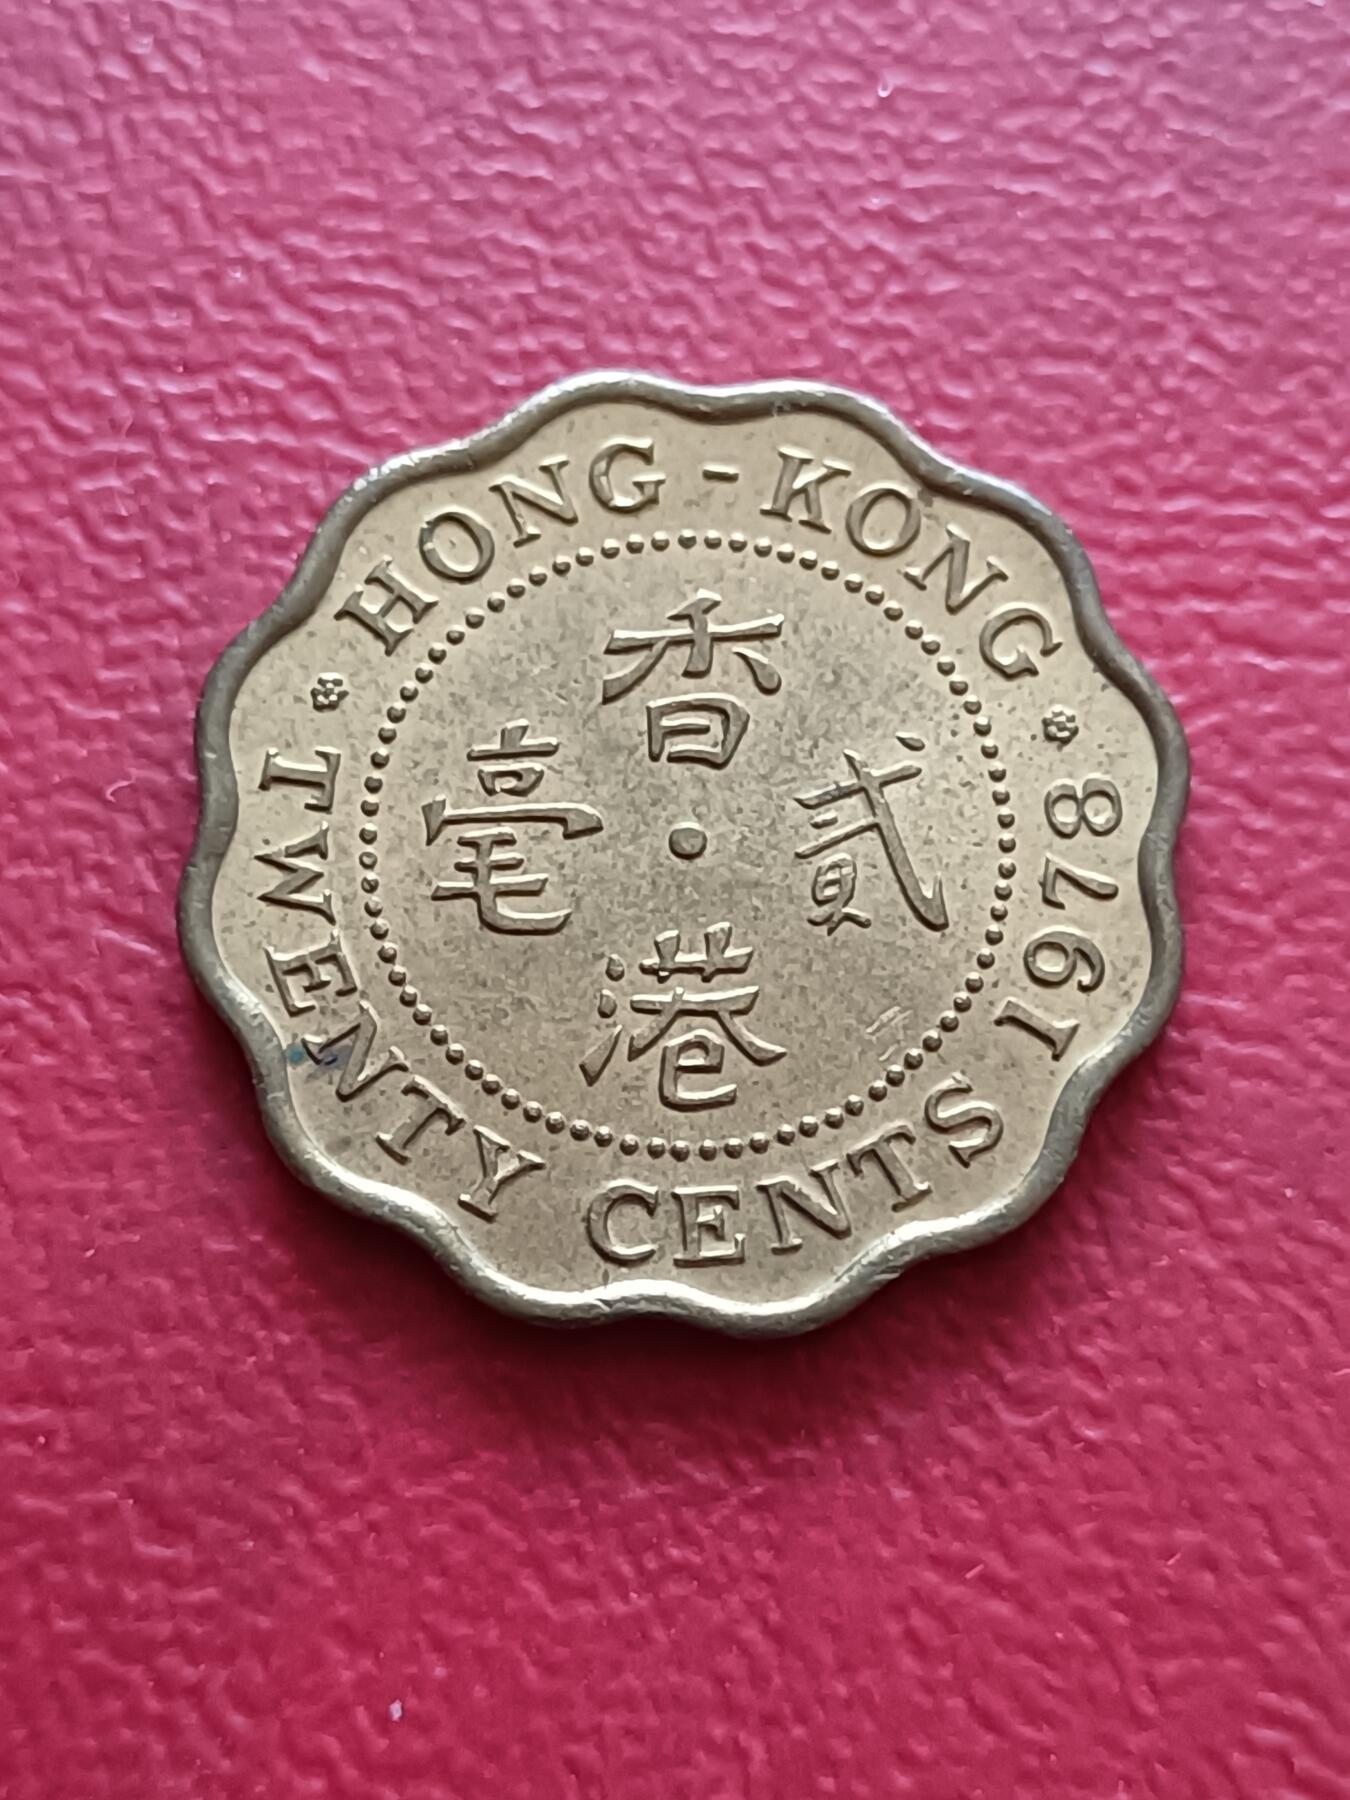 HONG - KONG
香
貳
毫
港
TWENTY CENTS 1978